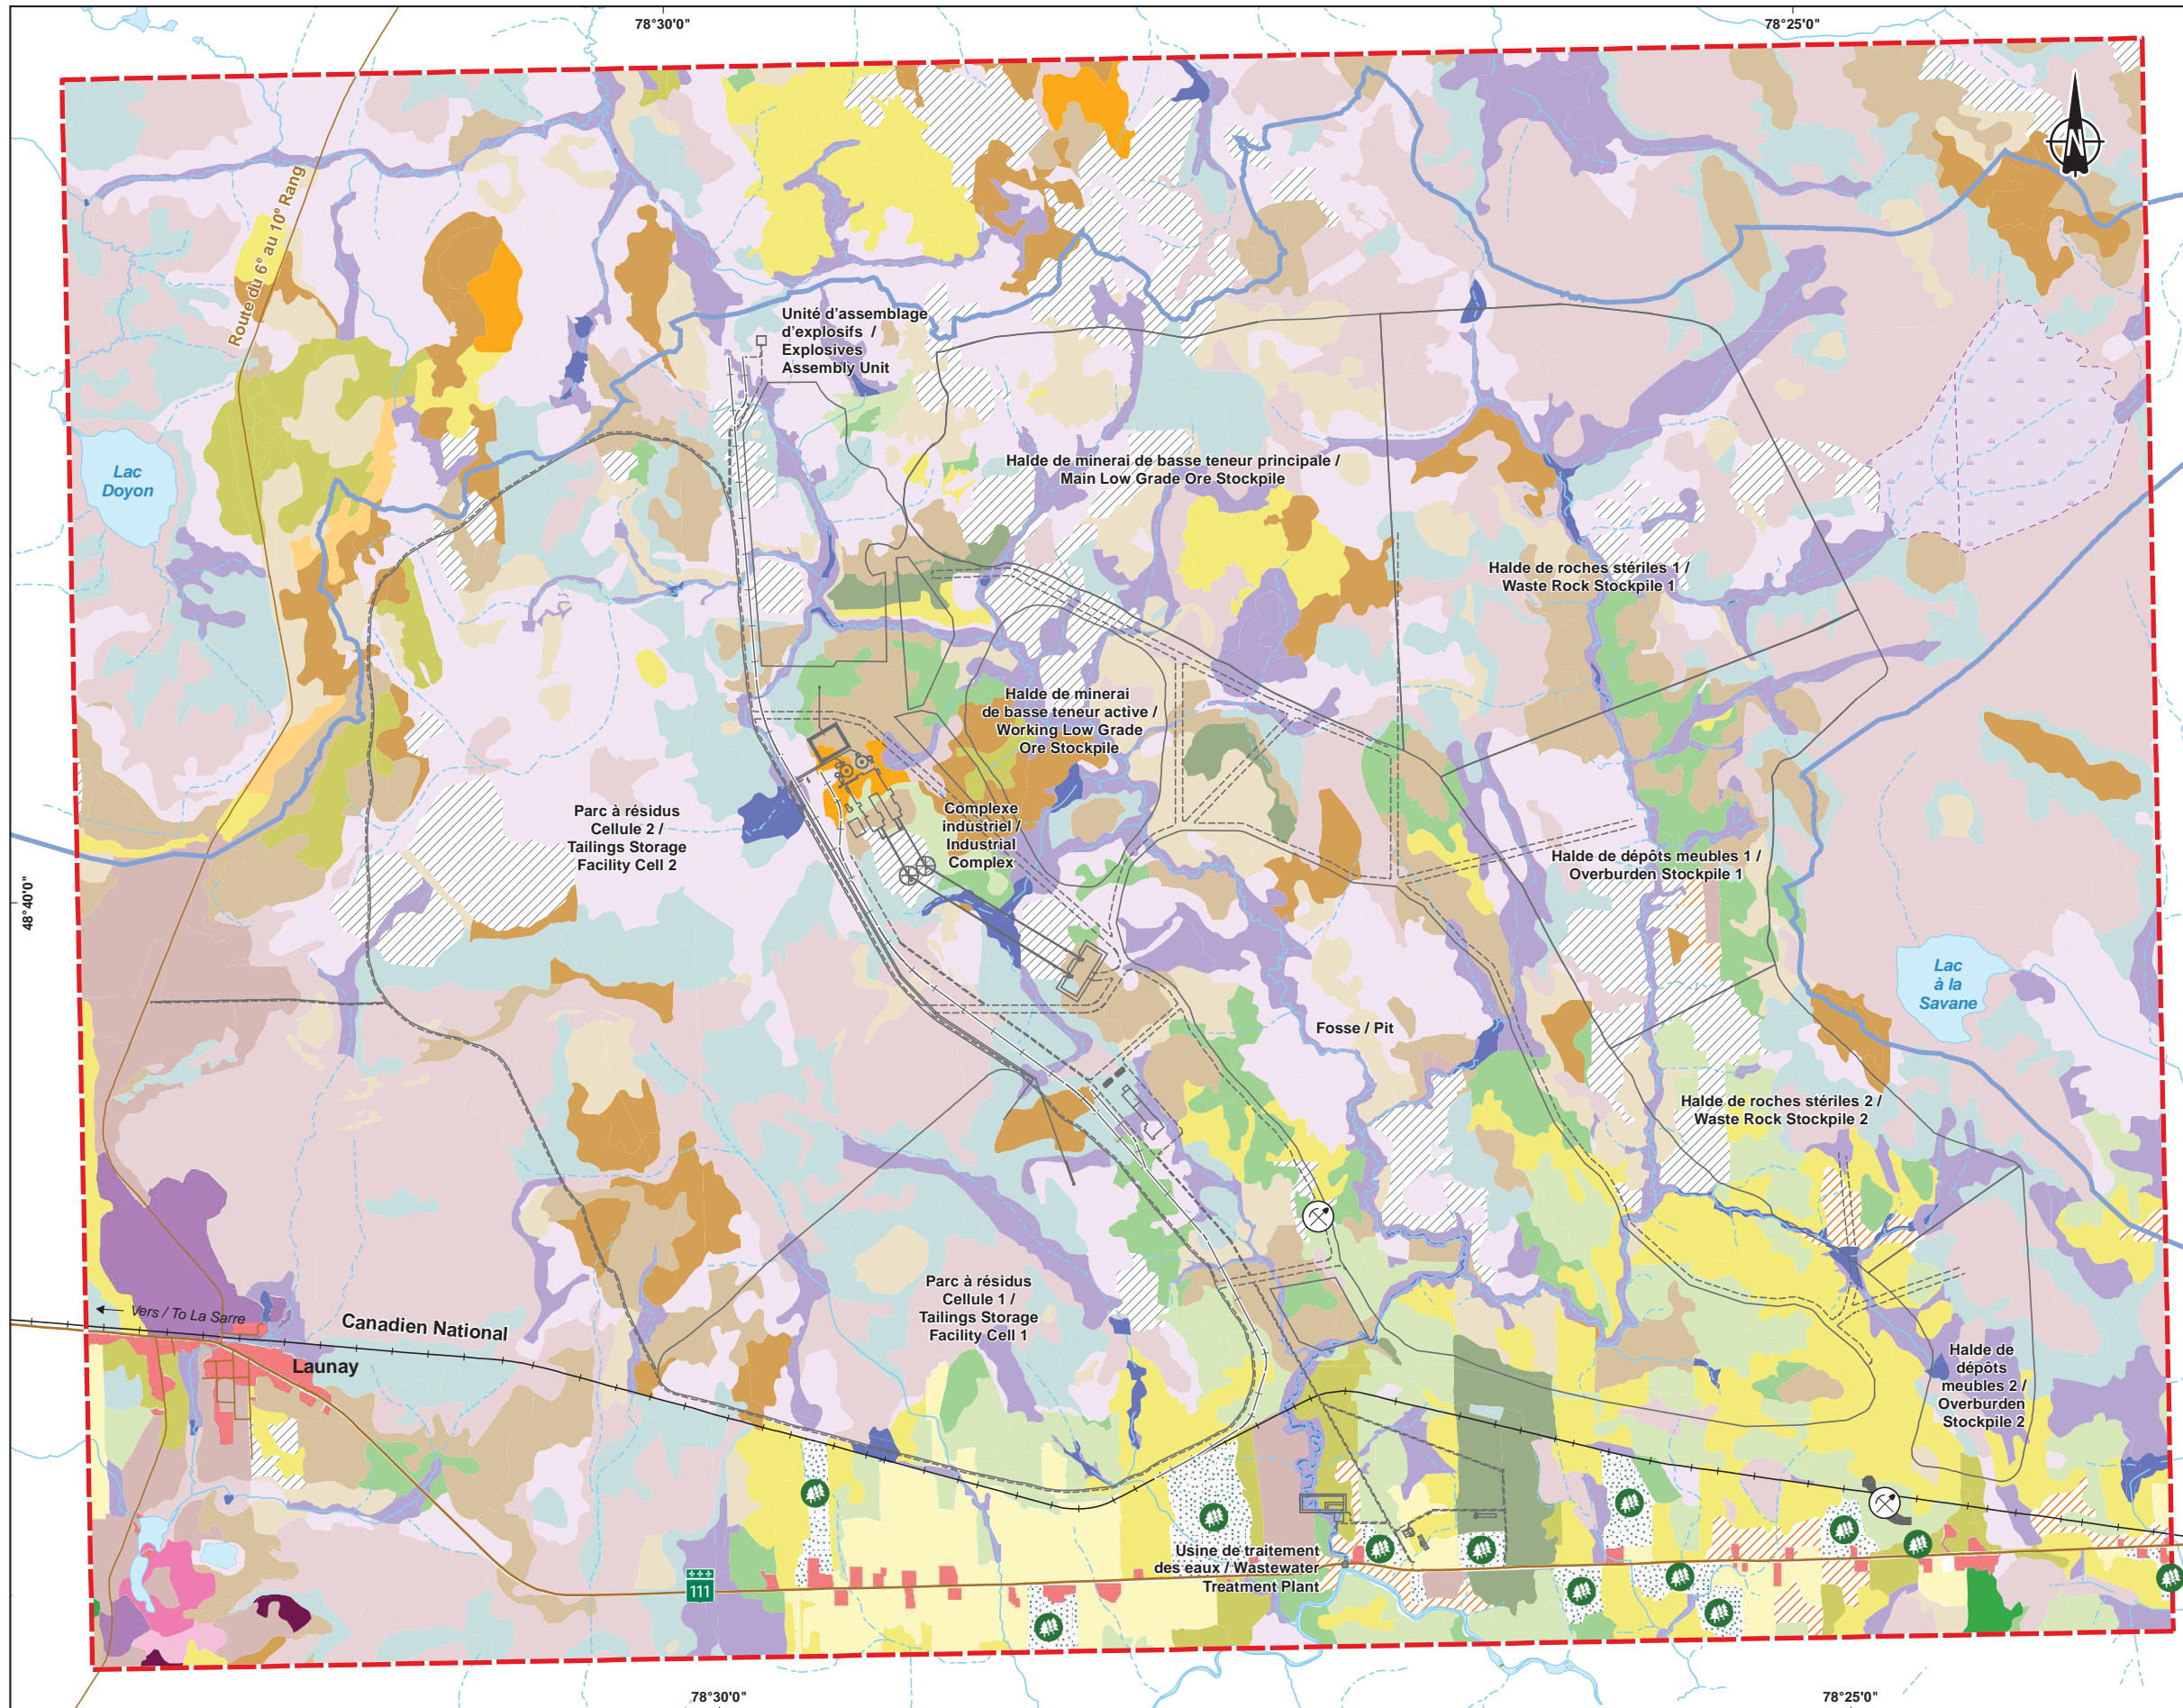 78°30'0"
78°25'0"
N
Route du 6e au 10e Rang
Unité d'assemblage
d'explosifs /
Explosives
Assembly Unit
Lac
Doyon
Halde de minerai de basse teneur principale /
Main Low Grade Ore Stockpile
Halde de roches stériles 1 /
Waste Rock Stockpile 1
Halde de minerai
de basse teneur active /
Working Low Grade
Ore Stockpile
Parc à résidus
Cellule 2 /
Tailings Storage
Facility Cell 2
Complexe
industriel /
Industrial
Complex
Halde de dépôts meubles 1 /
Overburden Stockpile 1
48°40'0"
Lac
à la
Savane
Fosse / Pit
Halde de roches stériles 2 /
Waste Rock Stockpile 2
Parc à résidus
Cellule 1 /
Tailings Storage
Facility Cell 1
Vers / To La Sarre
Canadien National
Launay
Halde de
dépôts
meubles 2 /
Overburden
Stockpile 2
Usine de traitement
des eaux / Wastewater
Treatment Plant
111
78°30'0"
78°25'0"